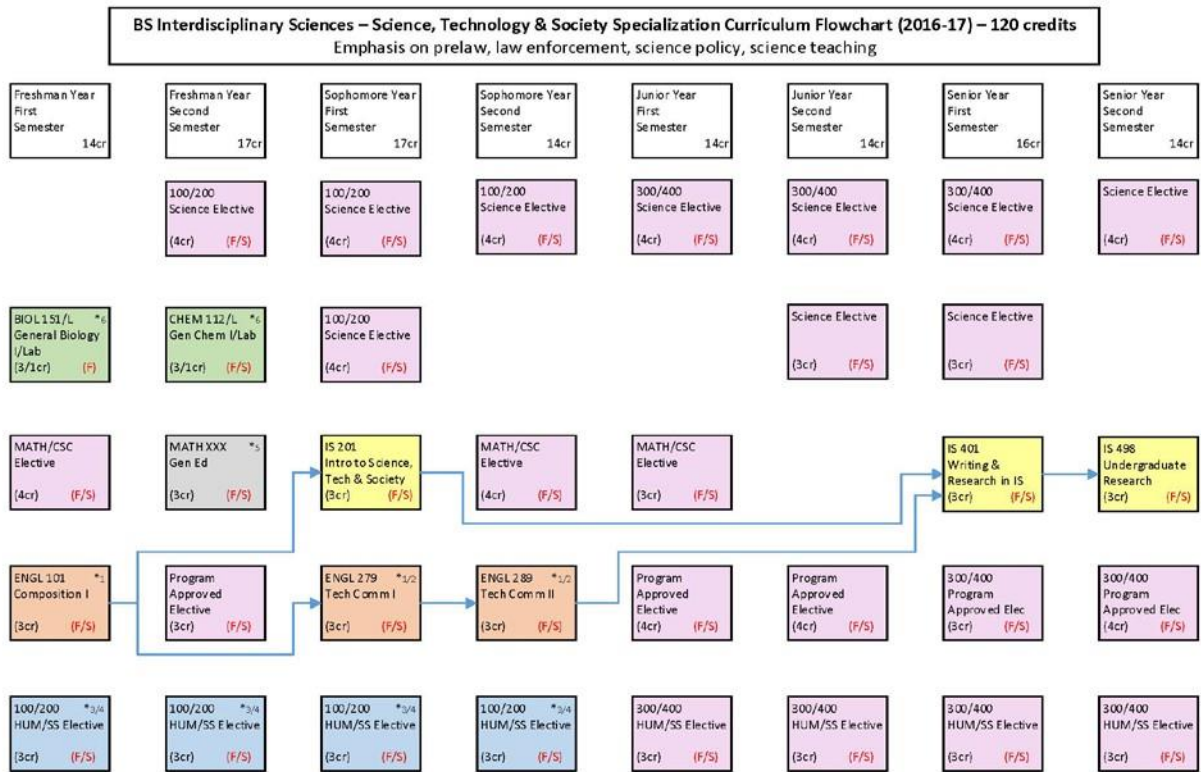 BS Interdisciplinary Sciences – Science, Technology & Society Specialization Curriculum Flowchart (2016-17) – 120 credits
Emphasis on prelaw, law enforcement, science policy, science teaching
Freshman Year
First
Semester
14cr
Freshman Year
Second
Semester
17cr
Sophomore Year
First
Semester
17cr
Sophomore Year
Second
Semester
14cr
Junior Year
First
Semester
14cr
Junior Year
Second
Semester
14cr
Senior Year
First
Semester
16cr
Senior Year
Second
Semester
14cr
100/200
Science Elective
(4cr) (F/S)
100/200
Science Elective
(4cr) (F/S)
100/200
Science Elective
(4cr) (F/S)
300/400
Science Elective
(4cr) (F/S)
300/400
Science Elective
(4cr) (F/S)
300/400
Science Elective
(4cr) (F/S)
Science Elective
(4cr) (F/S)
BIOL 151/L *6
General Biology
I/Lab
(3/1cr) (F)
CHEM 112/L *6
Gen Chem I/Lab
(3/1cr) (F/S)
100/200
Science Elective
(4cr) (F/S)
Science Elective
(3cr) (F/S)
Science Elective
(3cr) (F/S)
MATH/CSC
Elective
(4cr) (F/S)
MATH XXX *5
Gen Ed
(3cr) (F/S)
IS 201
Intro to Science,
Tech & Society
(3cr) (F/S)
MATH/CSC
Elective
(4cr) (F/S)
MATH/CSC
Elective
(3cr) (F/S)
IS 401
Writing &
Research in IS
(3cr) (F/S)
IS 498
Undergraduate
Research
(3cr) (F/S)
ENGL 101 *1
Composition I
(3cr) (F/S)
Program
Approved
Elective
(3cr) (F/S)
ENGL 279 *1/2
Tech Comm I
(3cr) (F/S)
ENGL 289 *1/2
Tech Comm II
(3cr) (F/S)
Program
Approved
Elective
(4cr) (F/S)
Program
Approved
Elective
(4cr) (F/S)
300/400
Program
Approved Elec
(3cr) (F/S)
300/400
Program
Approved Elec
(4cr) (F/S)
100/200 *3/4
HUM/SS Elective
(3cr) (F/S)
100/200 *3/4
HUM/SS Elective
(3cr) (F/S)
100/200 *3/4
HUM/SS Elective
(3cr) (F/S)
100/200 *3/4
HUM/SS Elective
(3cr) (F/S)
300/400
HUM/SS Elective
(3cr) (F/S)
300/400
HUM/SS Elective
(3cr) (F/S)
300/400
HUM/SS Elective
(3cr) (F/S)
300/400
HUM/SS Elective
(3cr) (F/S)